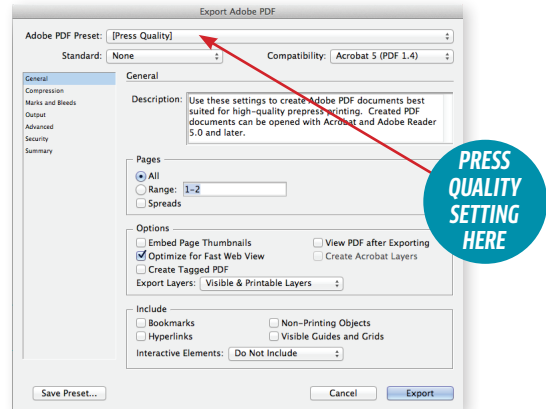 Export Adobe PDF
Adobe PDF Preset: [Press Quality]
Standard: None Compatibility: Acrobat 5 (PDF 1.4)
General
Compression
Marks and Bleeds
Output
Advanced
Security
Summary
General
Description: Use these settings to create Adobe PDF documents best
suited for high-quality prepress printing. Created PDF
documents can be opened with Acrobat and Adobe Reader
5.0 and later.
Pages
All
Range: 1-2
Spreads
Options
Embed Page Thumbnails View PDF after Exporting
Optimize for Fast Web View Create Acrobat Layers
Create Tagged PDF
Export Layers: Visible & Printable Layers
Include
Bookmarks Non-Printing Objects
Hyperlinks Visible Guides and Grids
Interactive Elements: Do Not Include
Save Preset... Cancel Export
PRESS
QUALITY
SETTING
HERE